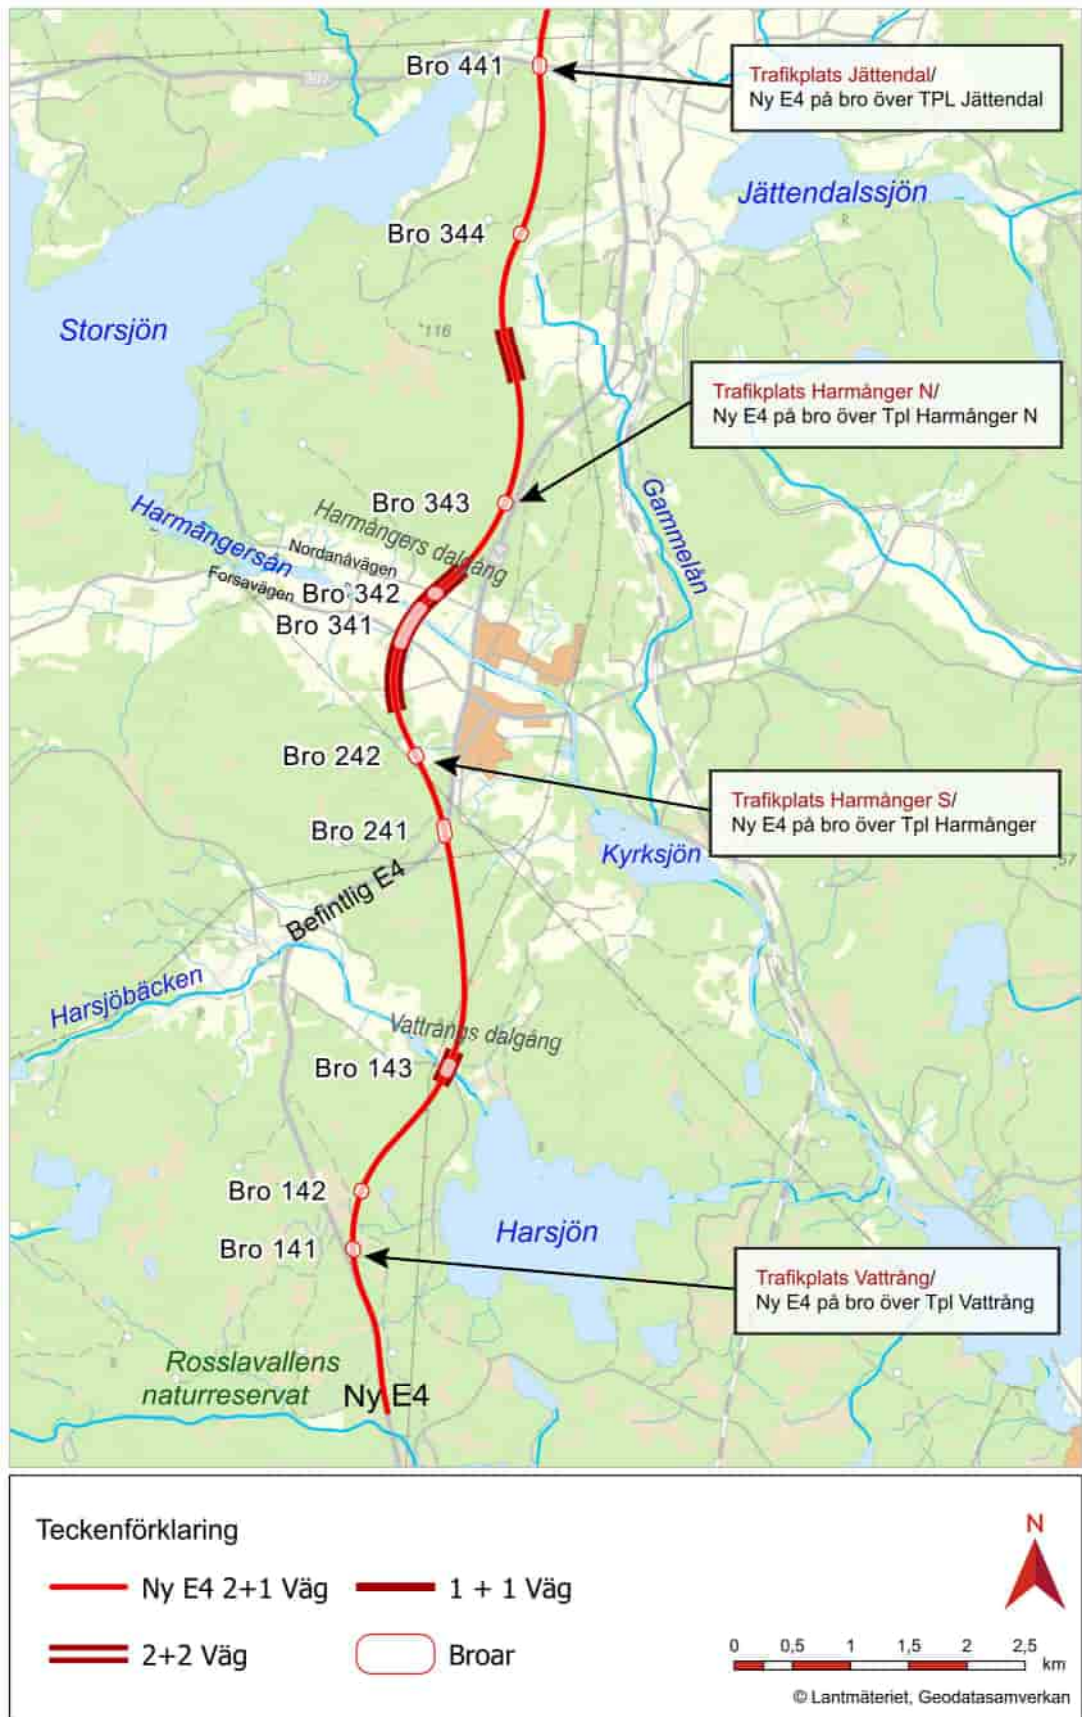 Bro 441
Trafikplats Jättendal/
Ny E4 på bro över TPL Jättendal
Jättendalssjön
Bro 344
Storsjön
116
Trafikplats Harmånger N/
Ny E4 på bro över Tpl Harmånger N
Bro 343
Harmångers dalgång
Gammelån
Harmångersån
Nordanåvägen
Forsavägen
Bro 342
Bro 341
Bro 242
Trafikplats Harmånger S/
Ny E4 på bro över Tpl Harmånger
Bro 241
Kyrksjön
57
Befintlig E4
Harsjöbäcken
Vattrångs dalgång
Bro 143
Bro 142
Harsjön
Bro 141
Trafikplats Vattrång/
Ny E4 på bro över Tpl Vattrång
Rosslavallens
naturreservat
Ny E4
Teckenförklaring
N
Ny E4 2+1 Väg
1 + 1 Väg
2+2 Väg
Broar
0 0,5 1 1,5 2 2,5
km
© Lantmäteriet, Geodatasamverkan